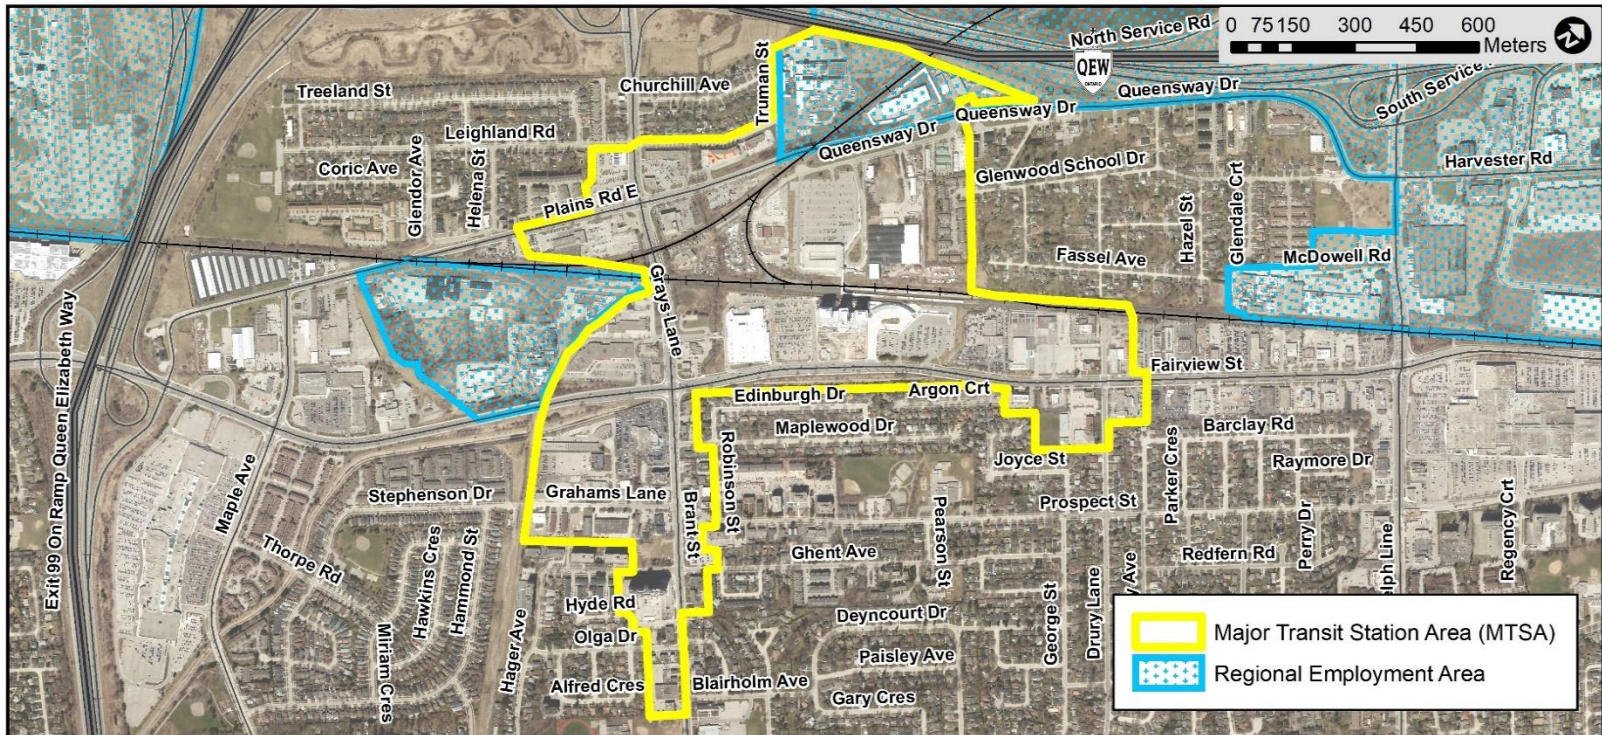 0 75 150 300 450 600
Meters
North Service Rd
QEW
ONTARIO
Queensway Dr
Treeland St
Churchill Ave
Truman St
Queensway Dr
Leighland Rd
Queensway Dr
Harvester Rd
Coric Ave
Glendor Ave
Helena St
Glenwood School Dr
Plains Rd E
Hazel St
Glendale Crt
Fassel Ave
McDowell Rd
Grays Lane
Exit 99 On Ramp Queen Elizabeth Way
Fairview St
Edinburgh Dr
Argon Crt
Maplewood Dr
Barclay Rd
Joyce St
Raymore Dr
Maple Ave
Robinson St
Parker Cres
Stephenson Dr
Grahams Lane
Brant St
Pearson St
Prospect St
Perry Dr
Regency Crt
Thorpe Rd
Hawkins Cres
Hammond St
Ghent Ave
Redfern Rd
Hyde Rd
Deyncourt Dr
George St
Drury Lane
Olga Dr
Miriam Cres
Hager Ave
Paisley Ave
Alfred Cres
Blairholm Ave
Gary Cres
Major Transit Station Area (MTSA)
Regional Employment Area